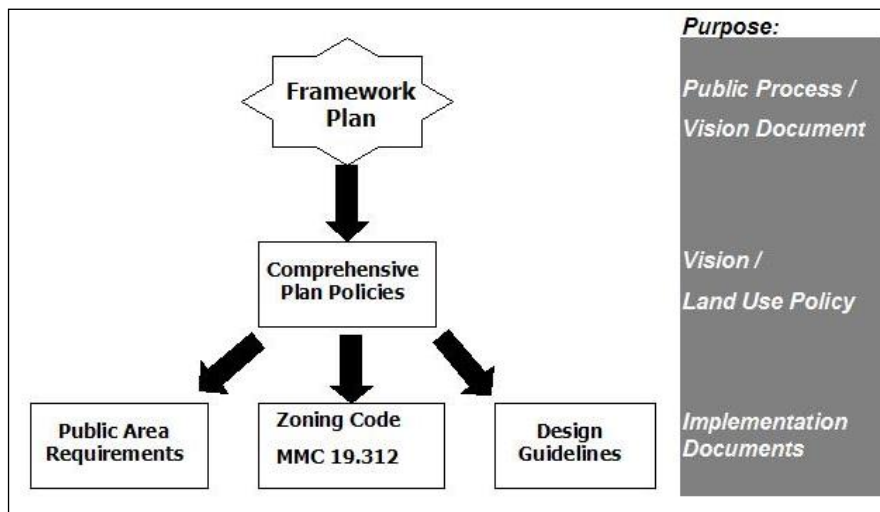 Purpose:
Framework
Plan
Public Process /
Vision Document
Comprehensive
Plan Policies
Vision /
Land Use Policy
Public Area
Requirements
Zoning Code
MMC 19.312
Design
Guidelines
Implementation
Documents